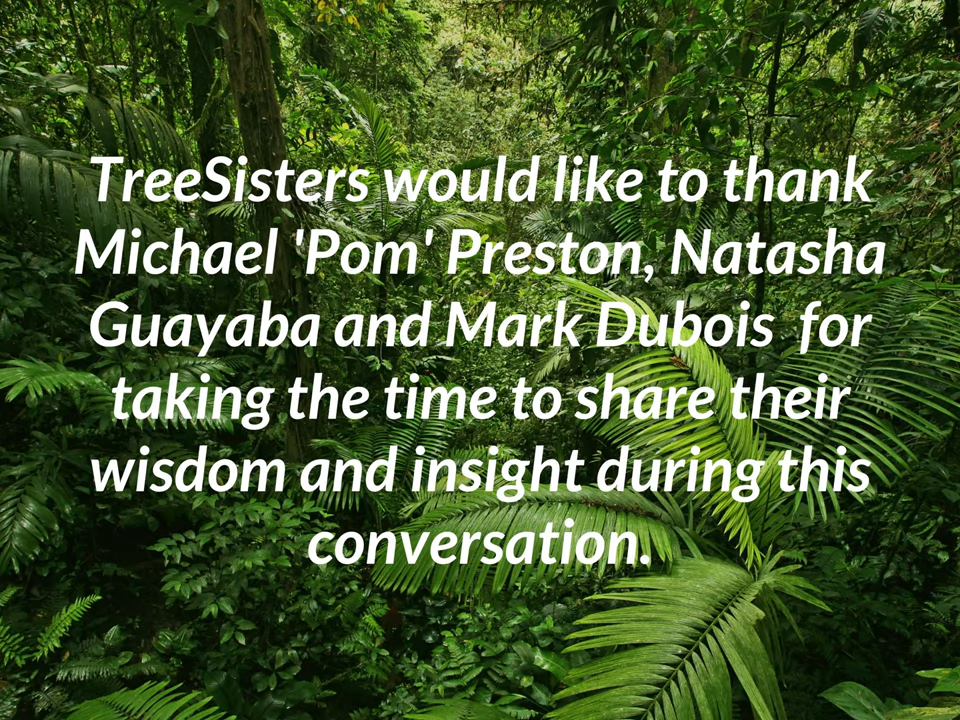 TreeSisters would like to thank
Michael 'Pom' Preston, Natasha
Guayaba and Mark Dubois  for
taking the time to share their
wisdom and insight during this
conversation.